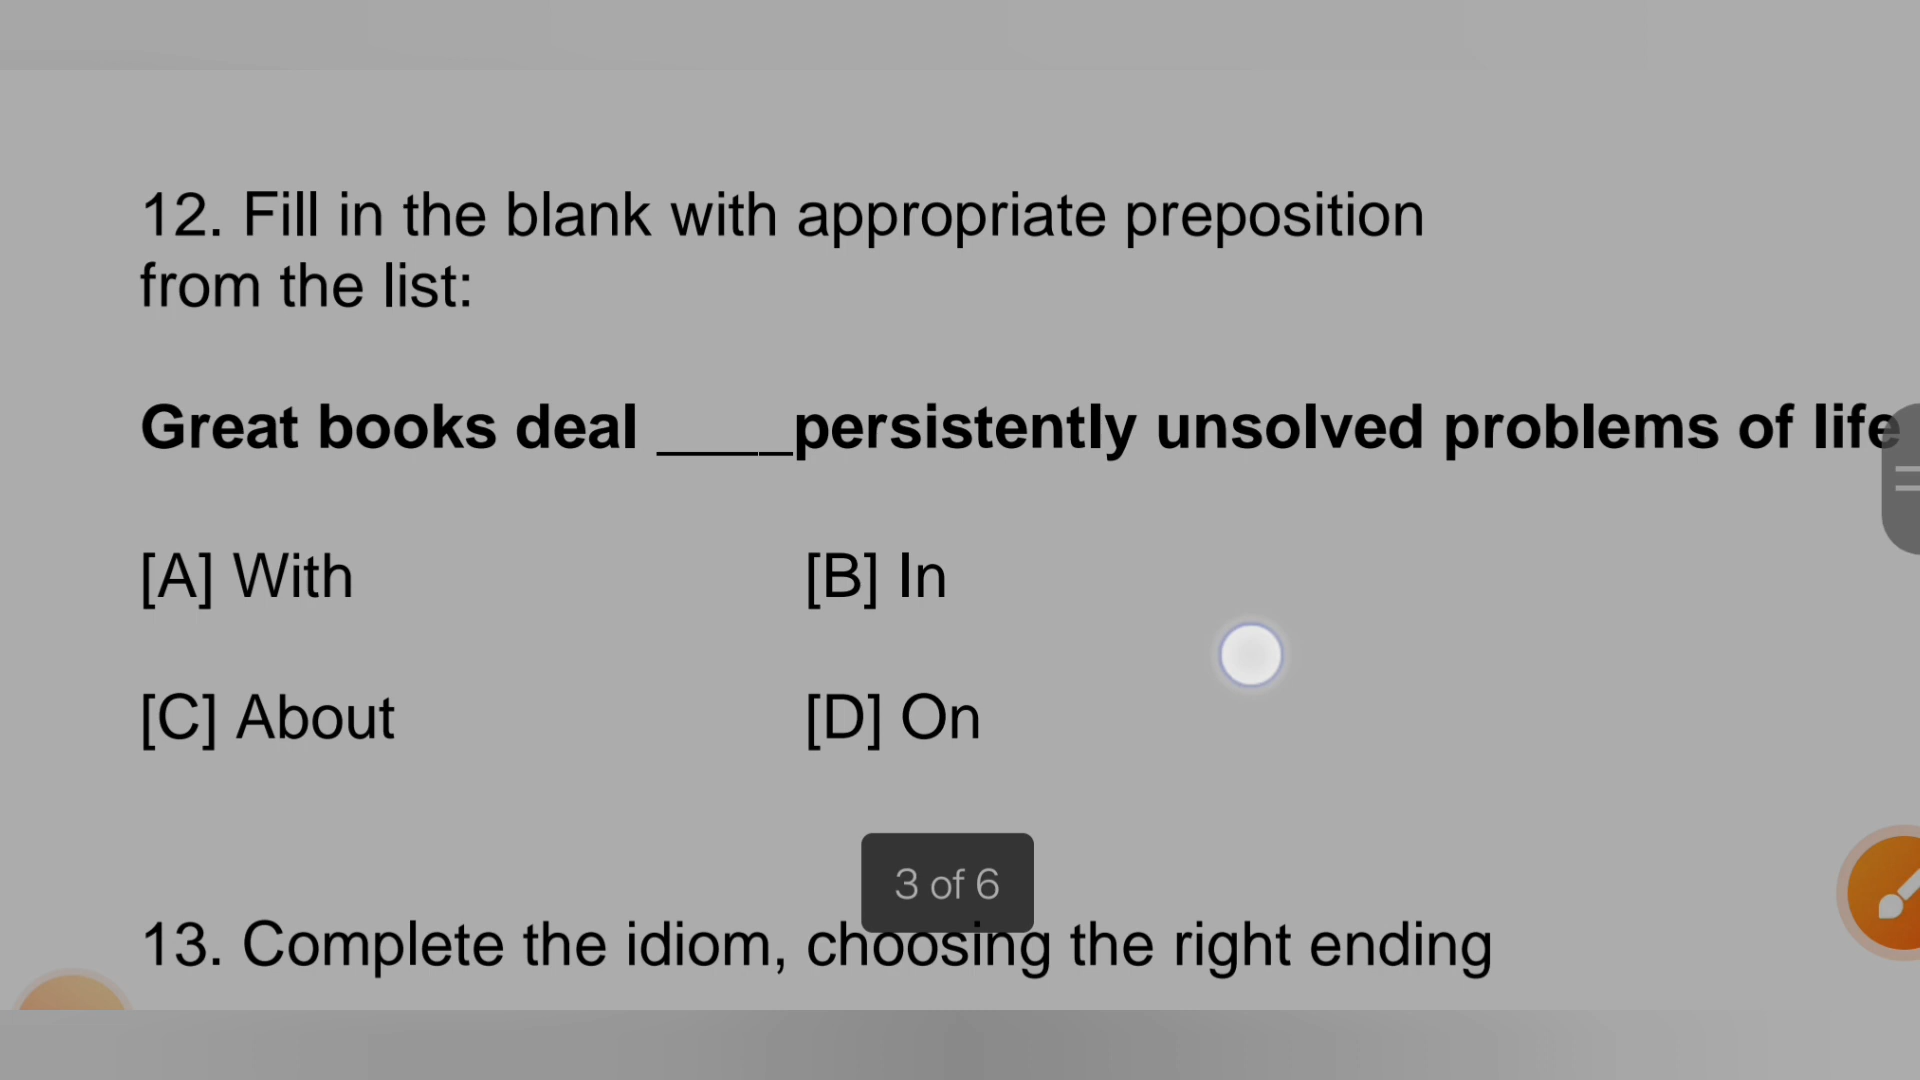 12. Fill in the blank with appropriate preposition
from the list:
Great books deal _____persistently unsolved problems of life
[A] With [B] In
[C] About [D] On
3 of 6
13. Complete the idiom, choosing the right ending